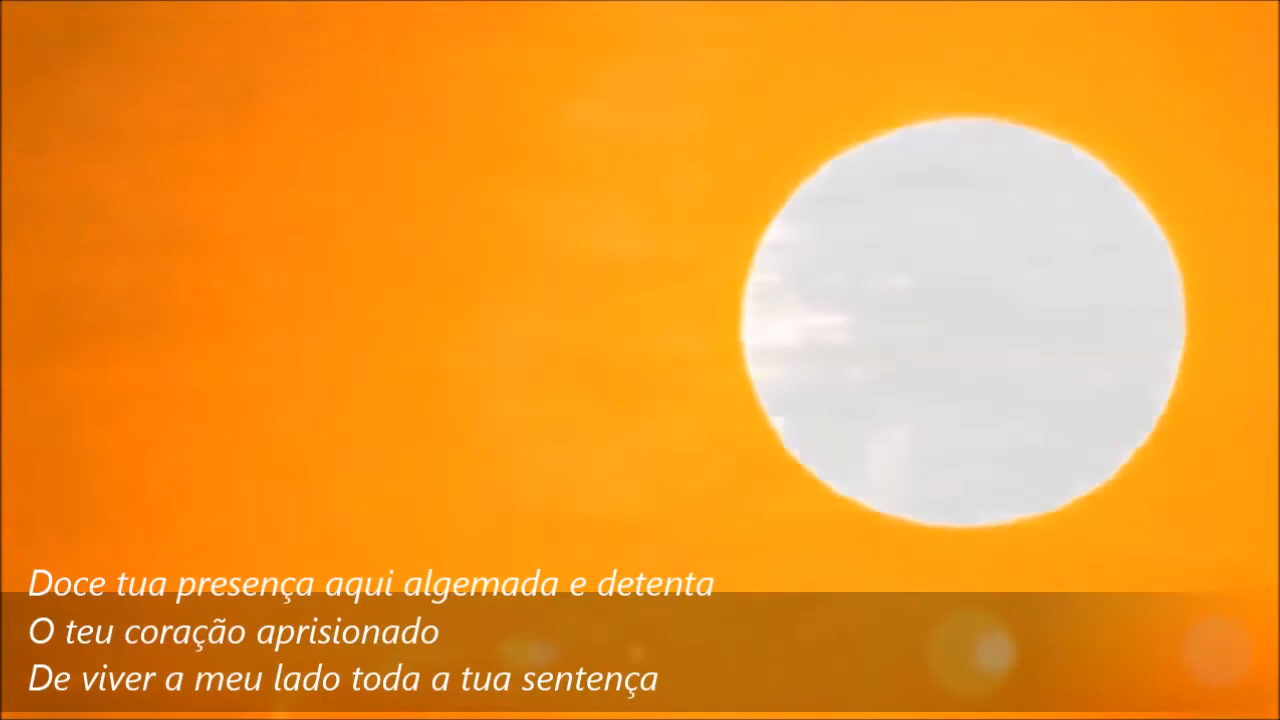 Doce tua presença aqui algemada e detenta
O teu coração aprisionado
De viver a meu lado toda a tua sentença